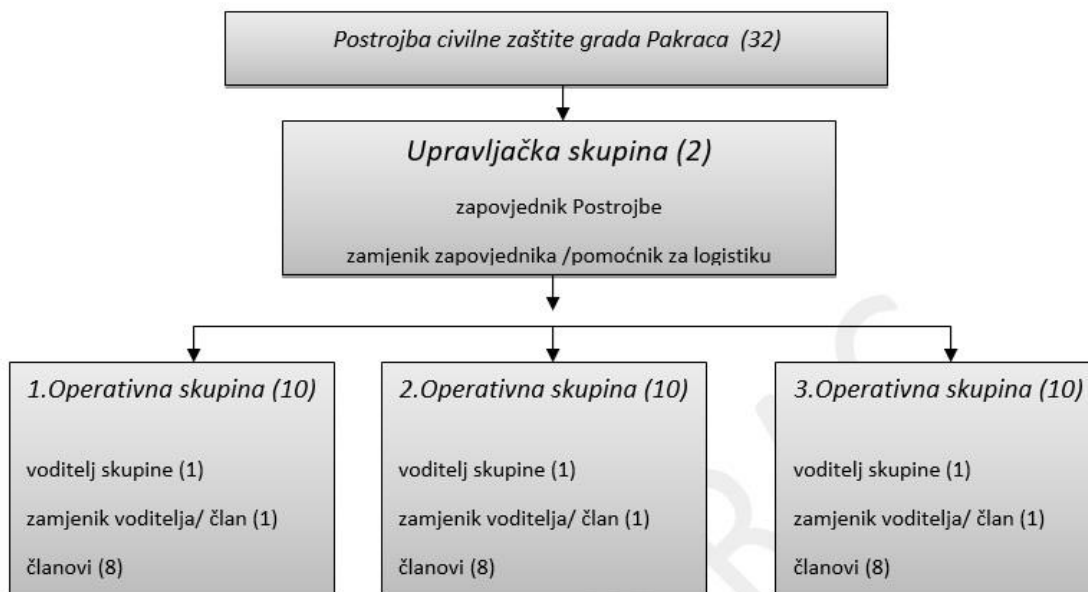 Postrojba civilne zaštite grada Pakraca (32)
Upravljačka skupina (2)
zapovjednik Postrojbe
zamjenik zapovjednika /pomoćnik za logistiku
1.Operativna skupina (10)
voditelj skupine (1)
zamjenik voditelja/ član (1)
članovi (8)
2.Operativna skupina (10)
voditelj skupine (1)
zamjenik voditelja/ član (1)
članovi (8)
3.Operativna skupina (10)
voditelj skupine (1)
zamjenik voditelja/ član (1)
članovi (8)